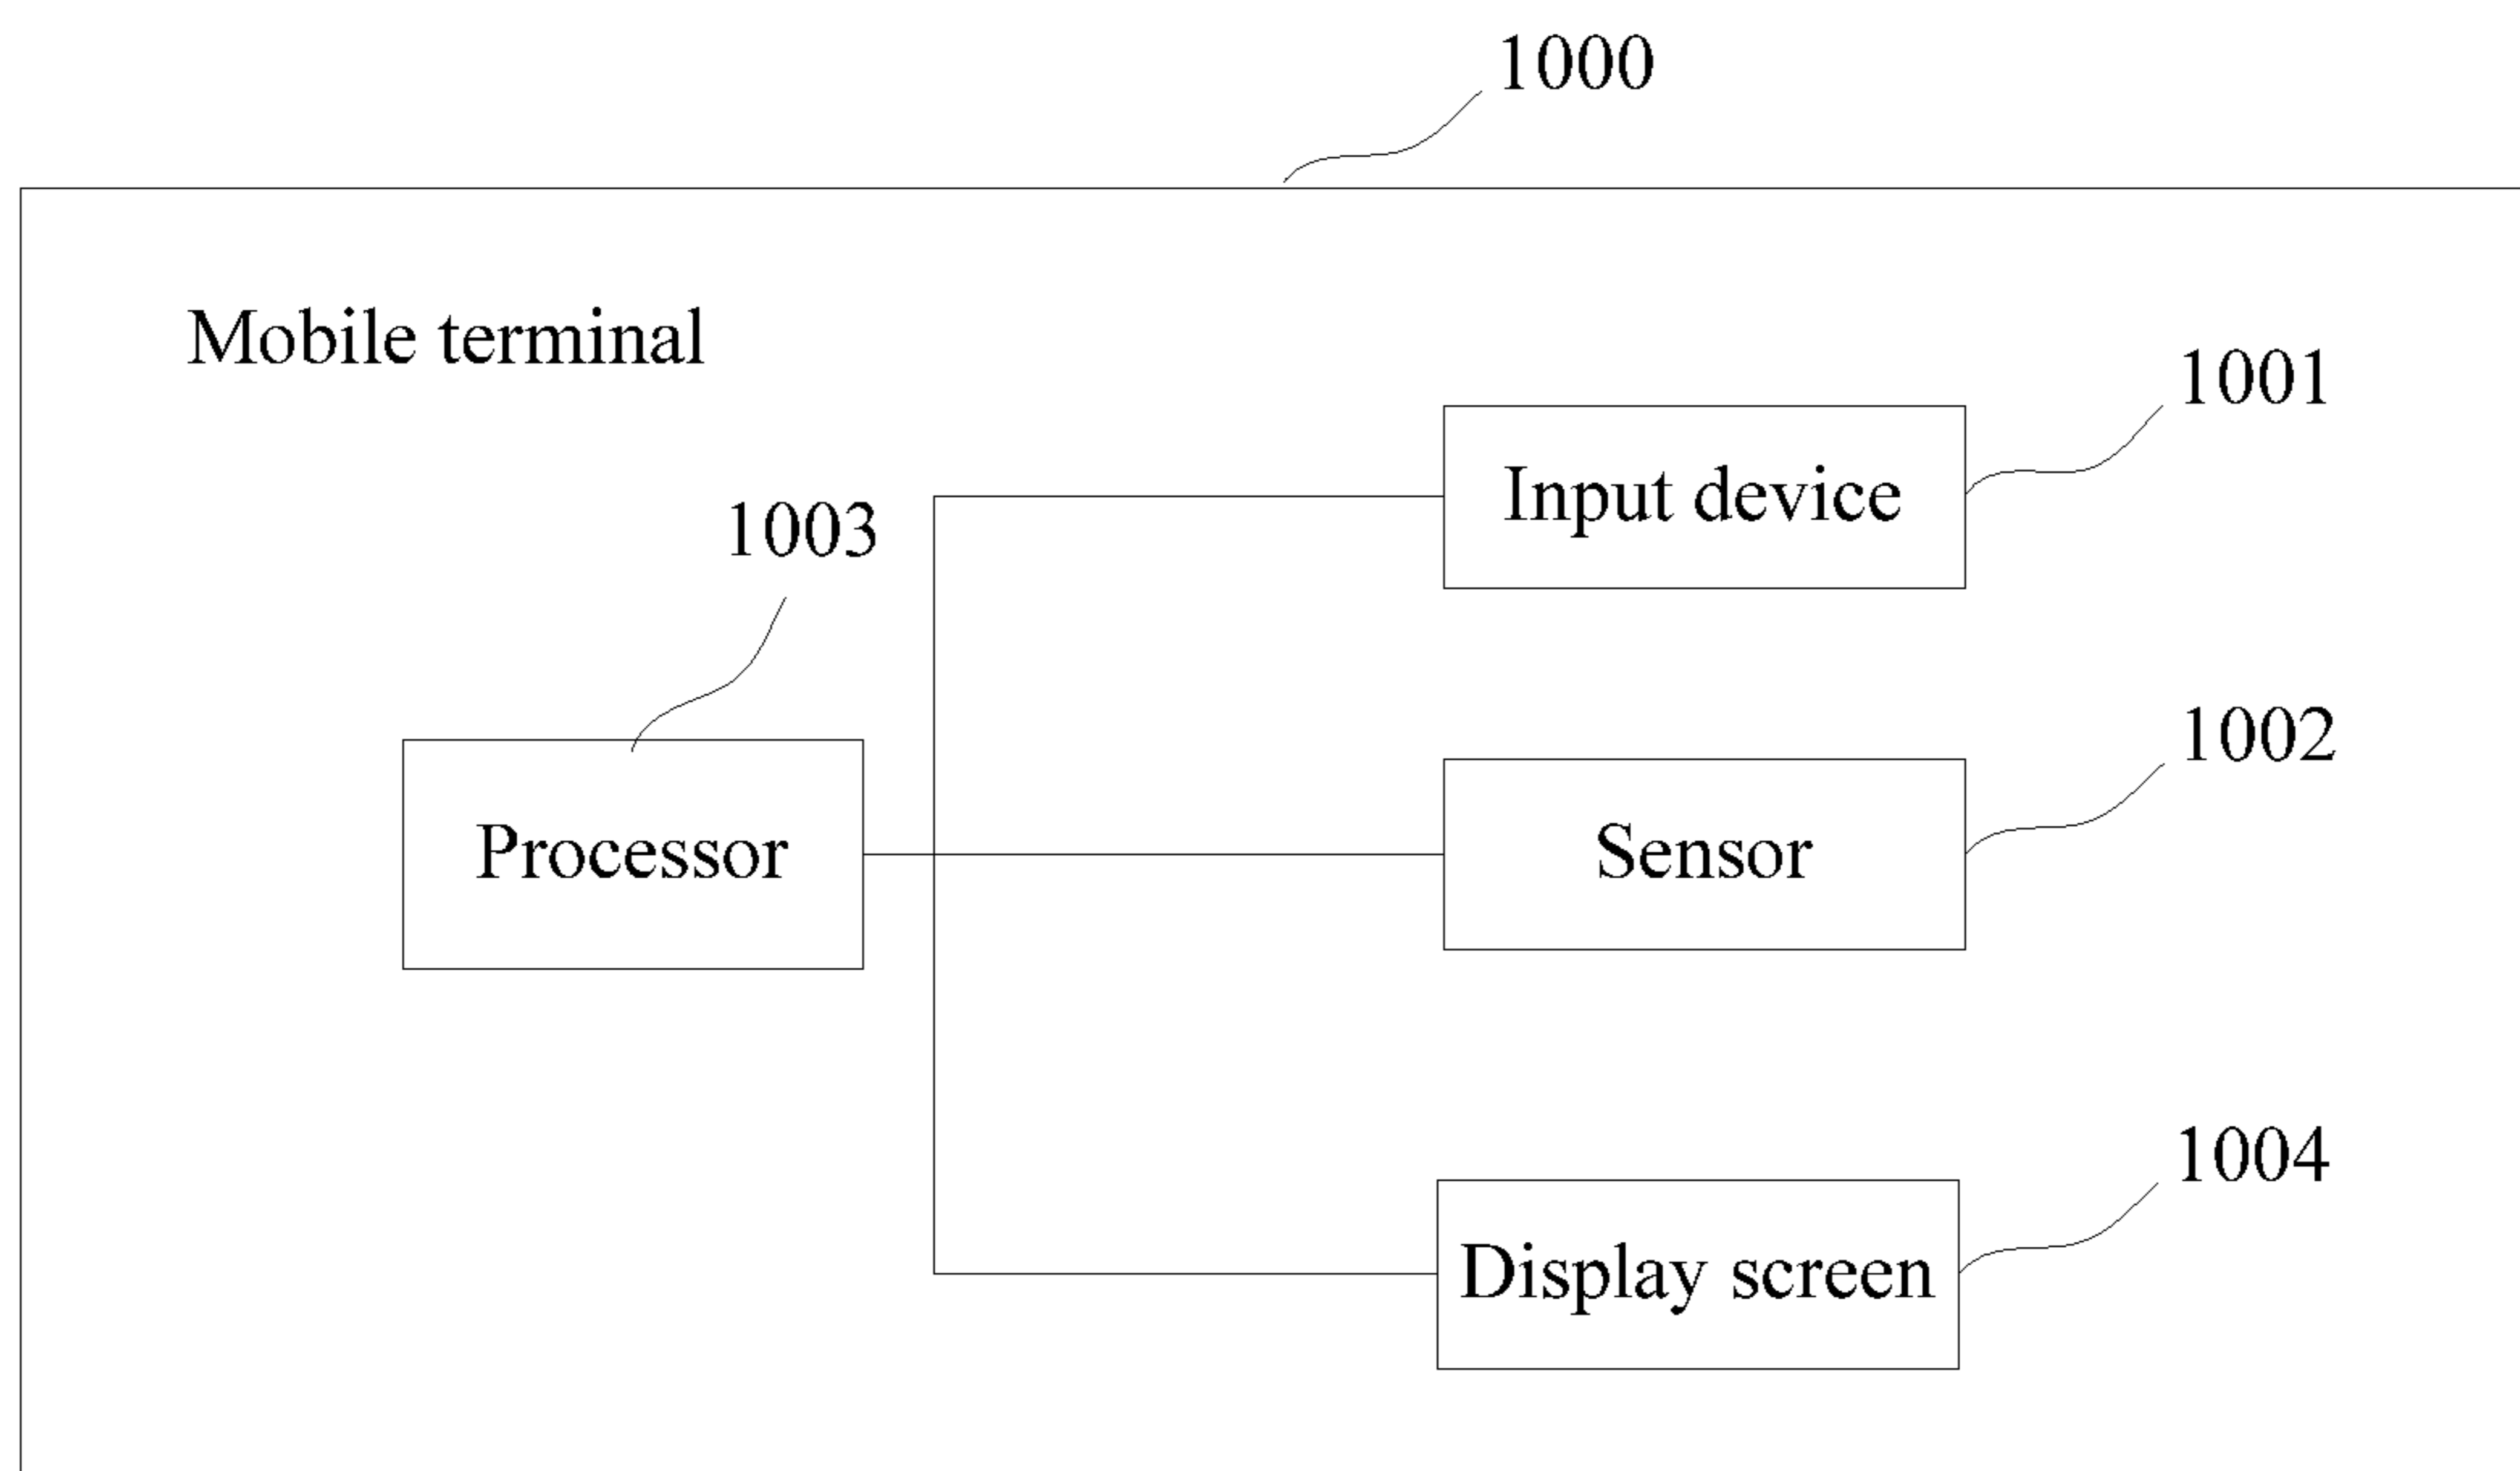 1000
Mobile terminal
1001
Input device
1003
1002
Processor
Sensor
1004
Display screen